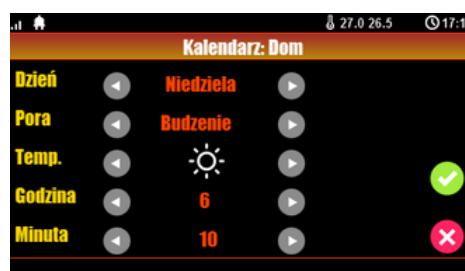 27.0 26.5 17:1
Kalendarz: Dom
Dzień Niedziela
Pora Budzenie
Temp.
Godzina 6
Minuta 10